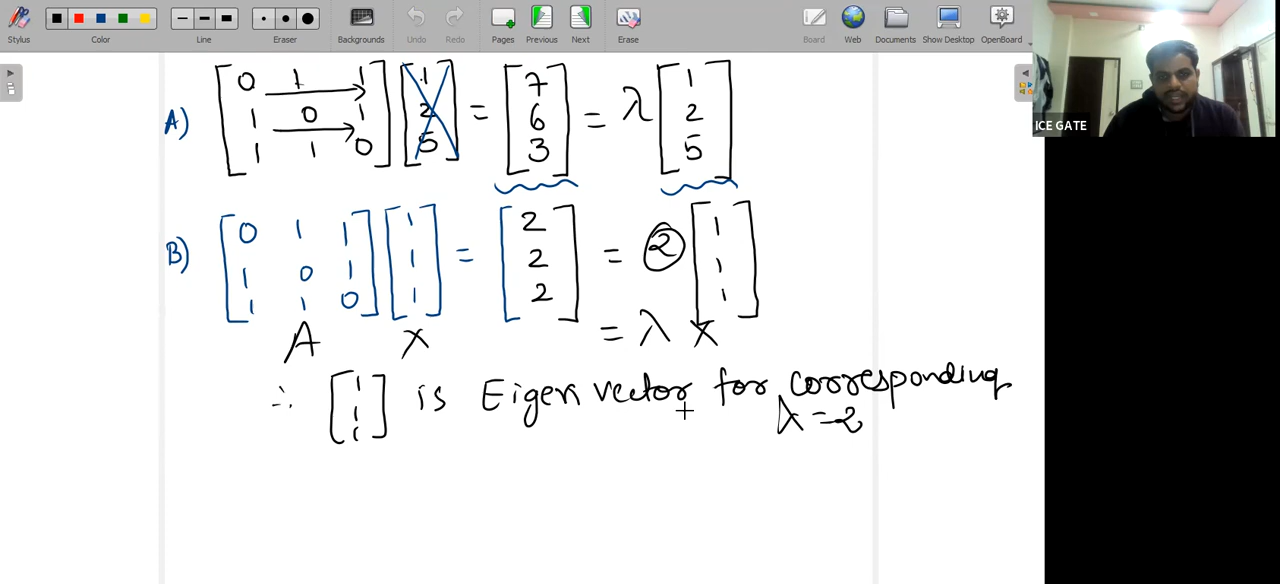 Stylus Color Line Eraser Backgrounds Undo Redo Pages Previous Next Erase Board Web Documents Show Desktop OpenBoard
ICE GATE
A) [0 1 1; 1 0 1; 1 1 0] [1; 2; 5] = [7; 6; 3] = λ [1; 2; 5]
B) [0 1 1; 1 0 1; 1 1 0] [1; 1; 1] = [2; 2; 2] = 2 [1; 1; 1]
A X = λ X
∴ [1; 1; 1] is Eigen vector for corresponding
λ = 2